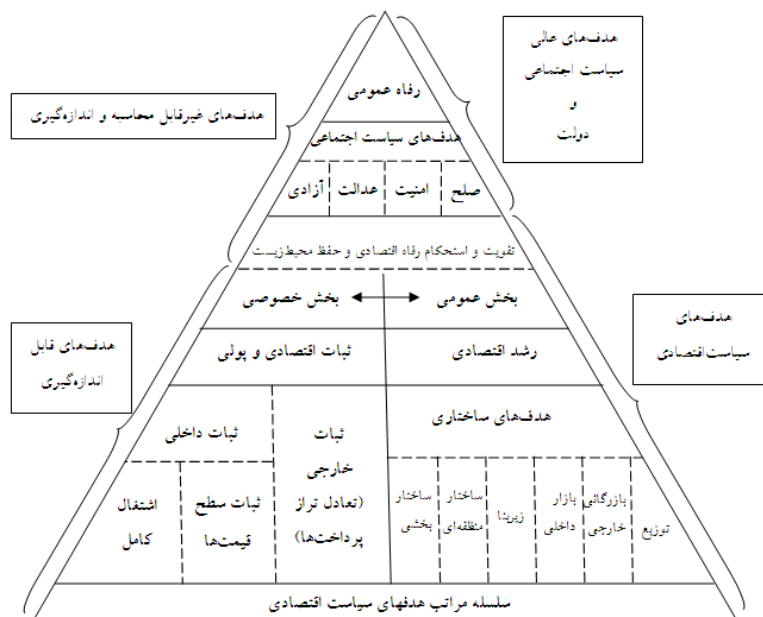 هدف‌های عالی
سیاست اجتماعی
و
دولت
رفاه عمومی
هدف‌های غیرقابل محاسبه و اندازه‌گیری
هدف‌های سیاست اجتماعی
صلح
امنیت
عدالت
آزادی
تقویت و استحکام رفاه اقتصادی و حفظ محیط‌زیست
بخش عمومی
بخش خصوصی
هدف‌های
سیاست‌اقتصادی
هدف‌های قابل
اندازه‌گیری
رشد اقتصادی
ثبات اقتصادی و پولی
هدف‌های ساختاری
ثبات
خارجی
(تعادل تراز
پرداخت‌ها)
ثبات داخلی
توزیع
بازرگانی
خارجی
بازار
داخلی
زیربنا
ساختار
منطقه‌ای
ساختار
بخشی
ثبات سطح
قیمت‌ها
اشتغال
کامل
سلسله مراتب هدفهای سیاست اقتصادی